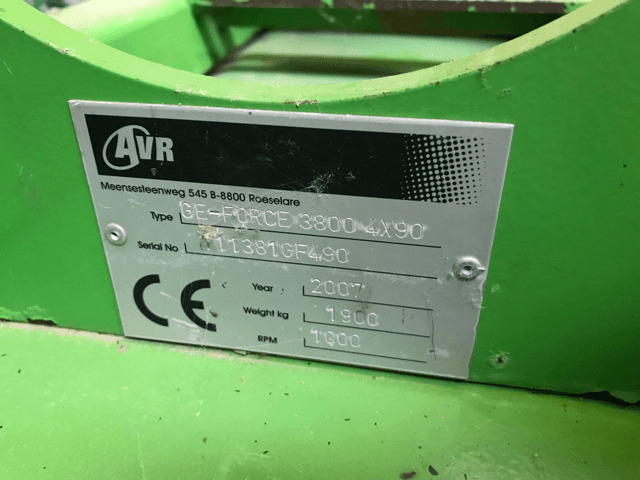 AVR
Meensesteenweg 545 B-8800 Roeselare
Type GE-FORCE 3800 4X90
Serial No 11381GF490
CE
Year 2007
Weight kg 1900
RPM 1000